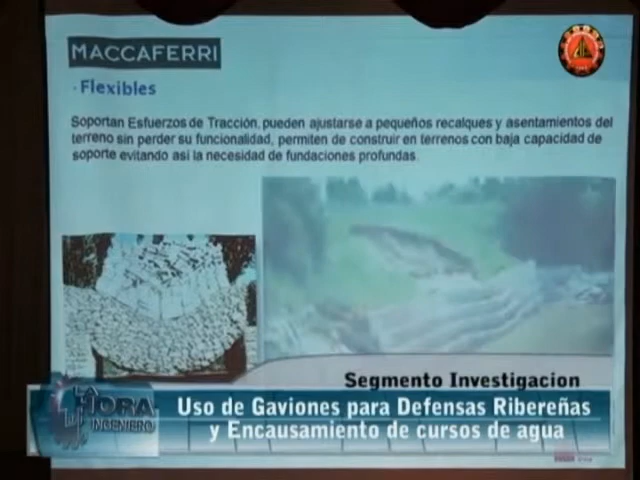 MACCAFERRI
· Flexibles
Soportan Esfuerzos de Tracción, pueden ajustarse a pequeños recalques y asentamientos del
terreno sin perder su funcionalidad, permiten de construir en terrenos con baja capacidad de
soporte evitando asi la necesidad de fundaciones profundas.
Segmento Investigacion
LA
HORA
INGENIERO
Uso de Gaviones para Defensas Ribereñas
y Encausamiento de cursos de agua